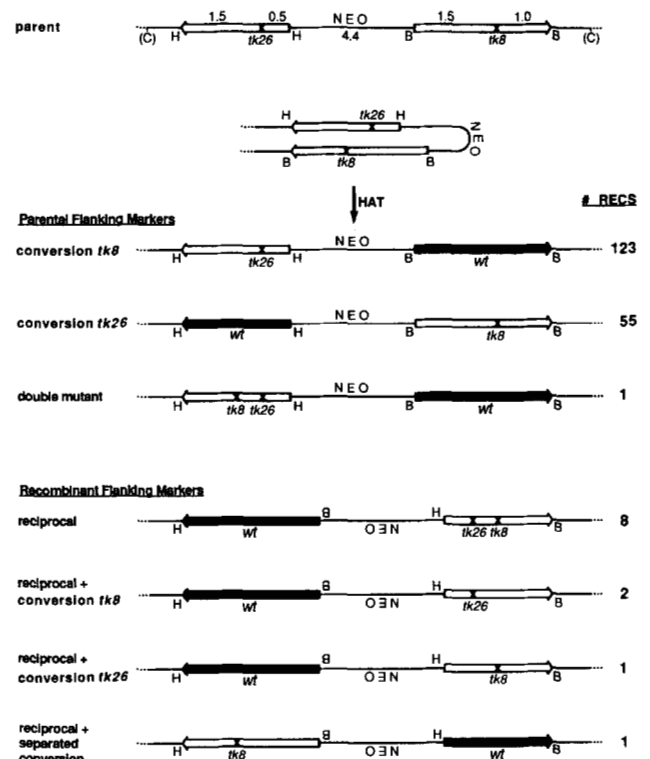 1.5 0.5 NEO 1.5 1.0
parent
(C) H tk26 H 4.4 B tk8 B (C)
H tk26 H
NEO
B tk8 B
HAT
# RECS
Parental Flanking Markers
conversion tk8 NEO 123
H tk26 H B wt B
conversion tk26 NEO 55
H wt H B tk8 B
double mutant NEO 1
H tk8 tk26 H B wt B
Recombinant Flanking Markers
reciprocal B H 8
H wt NEO tk26 tk8 B
reciprocal +
conversion tk8 B H 2
H wt NEO tk26 B
reciprocal +
conversion tk26 B H 1
H wt NEO tk8 B
reciprocal +
separated B H 1
conversion H tk8 NEO wt B